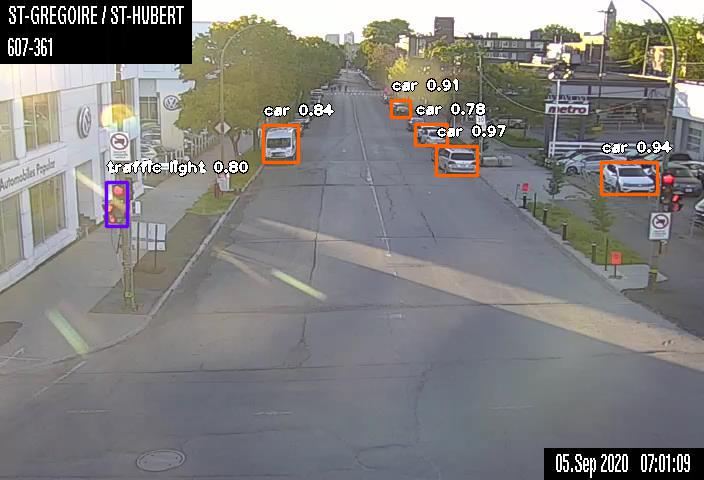 ST-GREGOIRE / ST-HUBERT
607-361
car 0.91
car 0.84
car 0.78
car 0.97
car 0.94
traffic-light 0.80
metro
Automobiles Popular
05.Sep 2020 07:01:09